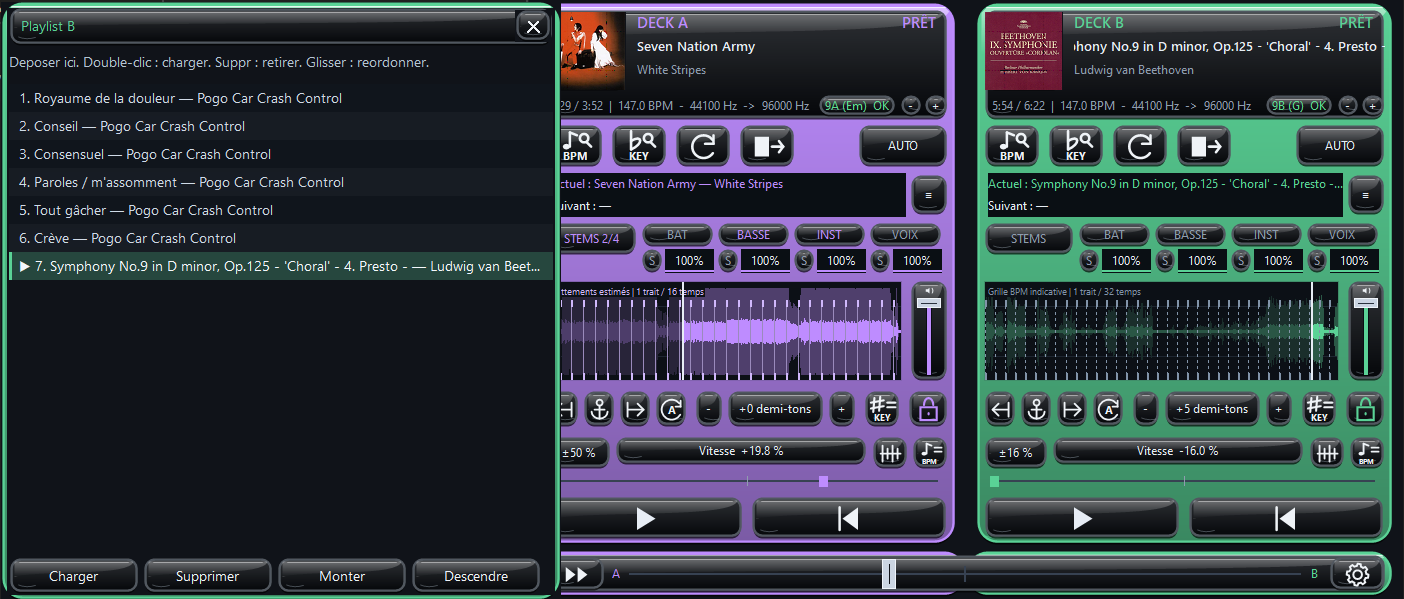 Playlist B
Deposer ici. Double-clic : charger. Suppr : retirer. Glisser : reordonner.
1. Royaume de la douleur — Pogo Car Crash Control
2. Conseil — Pogo Car Crash Control
3. Consensuel — Pogo Car Crash Control
4. Paroles / m'assomment — Pogo Car Crash Control
5. Tout gâcher — Pogo Car Crash Control
6. Crève — Pogo Car Crash Control
▶ 7. Symphony No.9 in D minor, Op.125 - 'Choral' - 4. Presto - — Ludwig van Beet...
Charger Supprimer Monter Descendre
DECK A PRET
Seven Nation Army
White Stripes
29 / 3:52 | 147.0 BPM - 44100 Hz -> 96000 Hz 9A (Em) OK - +
BPM KEY AUTO
ctuel : Seven Nation Army — White Stripes
uivant : — ≡
STEMS 2/4 BAT BASSE INST VOIX
S 100% S 100% S 100% S 100%
ttements estimés | 1 trait / 16 temps
A - +0 demi-tons + KEY
±50 % Vitesse +19.8 % BPM
DECK B PRET
BEETHOVEN
IX. SYMPHONIE
OUVERTÜRE »CORIOLAN«
Berliner Philharmoniker
hony No.9 in D minor, Op.125 - 'Choral' - 4. Presto -
Ludwig van Beethoven
5:54 / 6:22 | 147.0 BPM - 44100 Hz -> 96000 Hz 9B (G) OK - +
BPM KEY AUTO
Actuel : Symphony No.9 in D minor, Op.125 - 'Choral' - 4. Presto -...
Suivant : — ≡
STEMS BAT BASSE INST VOIX
S 100% S 100% S 100% S 100%
Grille BPM indicative | 1 trait / 32 temps
A - +5 demi-tons + KEY
±16 % Vitesse -16.0 % BPM
A B